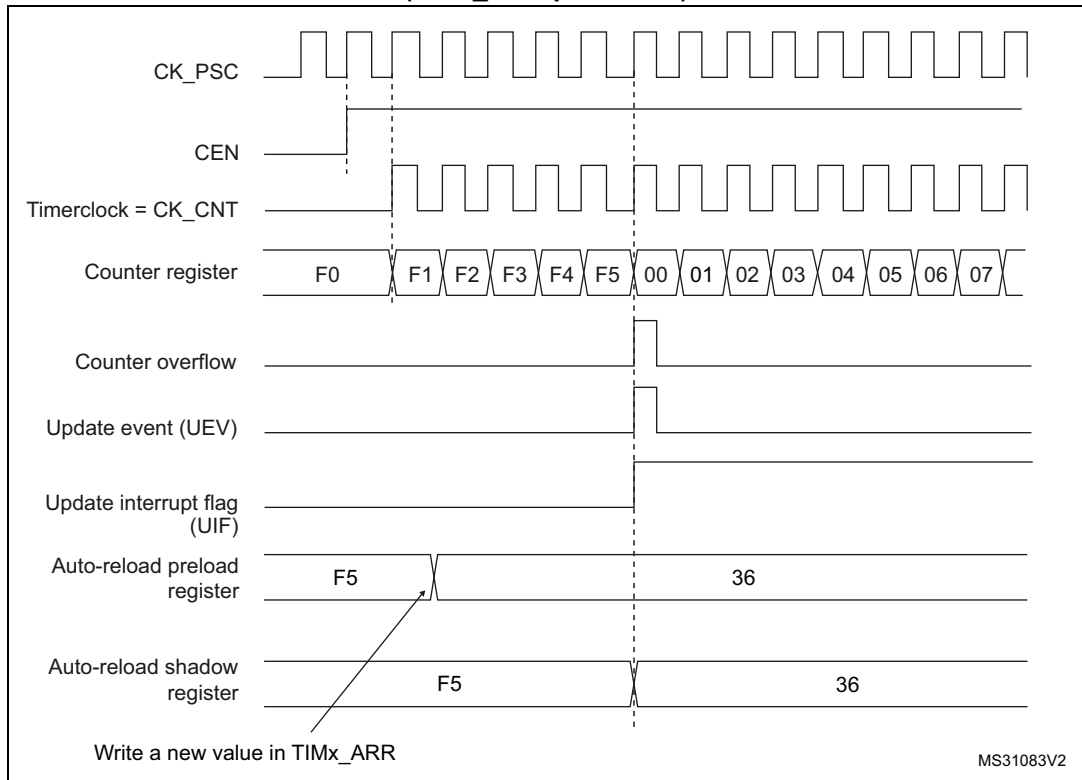 CK_PSC
CEN
Timerclock = CK_CNT
Counter register
F0 F1 F2 F3 F4 F5 00 01 02 03 04 05 06 07
Counter overflow
Update event (UEV)
Update interrupt flag
(UIF)
Auto-reload preload
register
F5 36
Auto-reload shadow
register
F5 36
Write a new value in TIMx_ARR
MS31083V2